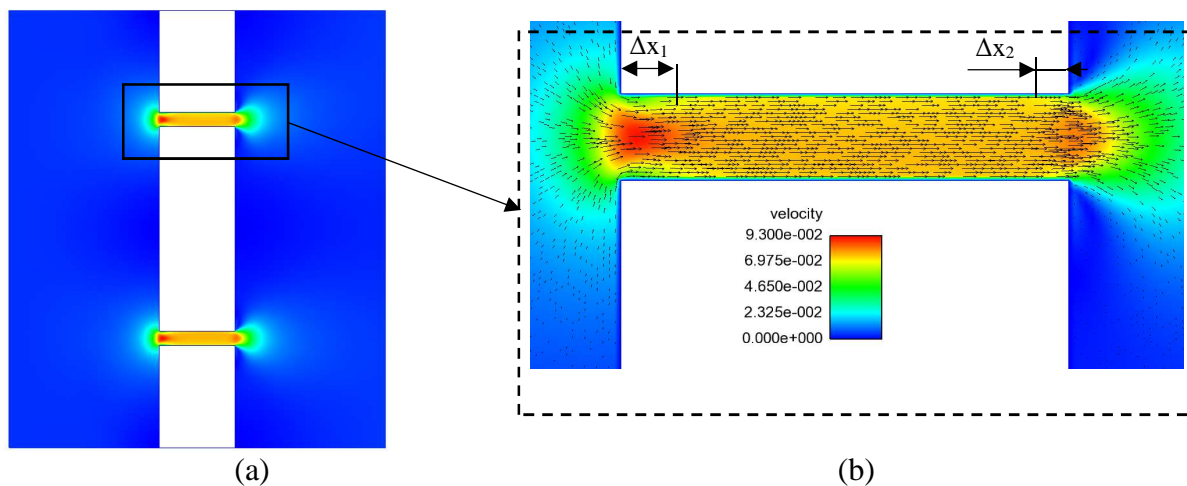 Δx₁
Δx₂
velocity
9.300e-002
6.975e-002
4.650e-002
2.325e-002
0.000e+000
(a)
(b)